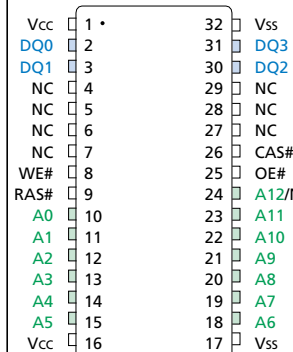 Vcc 1 • 32 Vss
DQ0 2 31 DQ3
DQ1 3 30 DQ2
NC 4 29 NC
NC 5 28 NC
NC 6 27 NC
NC 7 26 CAS#
WE# 8 25 OE#
RAS# 9 24 A12/
A0 10 23 A11
A1 11 22 A10
A2 12 21 A9
A3 13 20 A8
A4 14 19 A7
A5 15 18 A6
Vcc 16 17 Vss